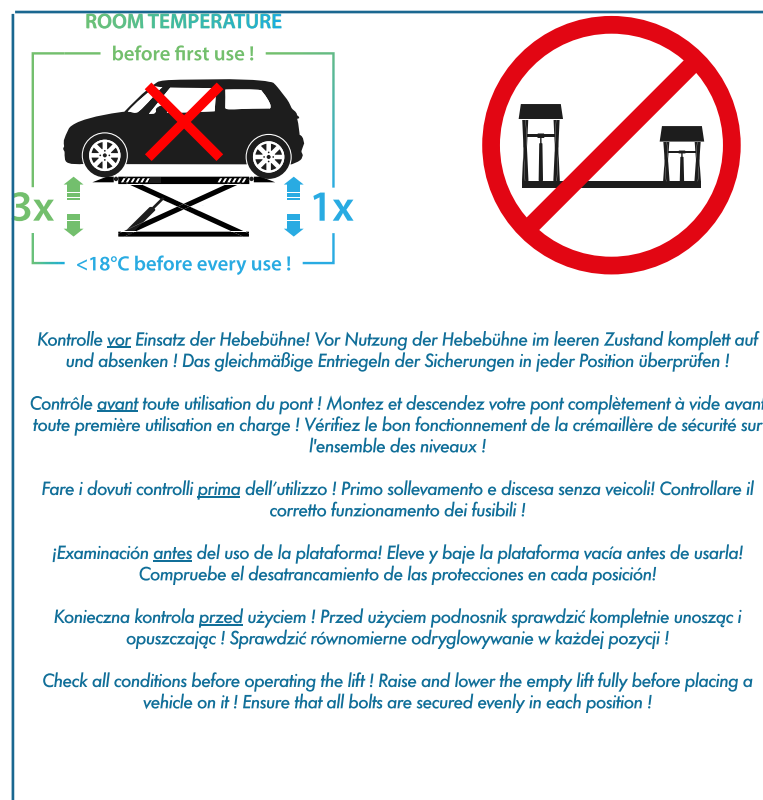 ROOM TEMPERATURE
before first use !
3x
1x
<18°C before every use !
Kontrolle vor Einsatz der Hebebühne! Vor Nutzung der Hebebühne im leeren Zustand komplett auf
und absenken ! Das gleichmäßige Entriegeln der Sicherungen in jeder Position überprüfen !
Contrôle avant toute utilisation du pont ! Montez et descendez votre pont complètement à vide avant
toute première utilisation en charge ! Vérifiez le bon fonctionnement de la crémaillère de sécurité sur
l'ensemble des niveaux !
Fare i dovuti controlli prima dell’utilizzo ! Primo sollevamento e discesa senza veicoli! Controllare il
corretto funzionamento dei fusibili !
¡Examinación antes del uso de la plataforma! Eleve y baje la plataforma vacía antes de usarla!
Compruebe el desatrancamiento de las protecciones en cada posición!
Konieczna kontrola przed użyciem ! Przed użyciem podnosnik sprawdzić kompletnie unosząc i
opuszczając ! Sprawdzić równomierne odryglowywanie w każdej pozycji !
Check all conditions before operating the lift ! Raise and lower the empty lift fully before placing a
vehicle on it ! Ensure that all bolts are secured evenly in each position !